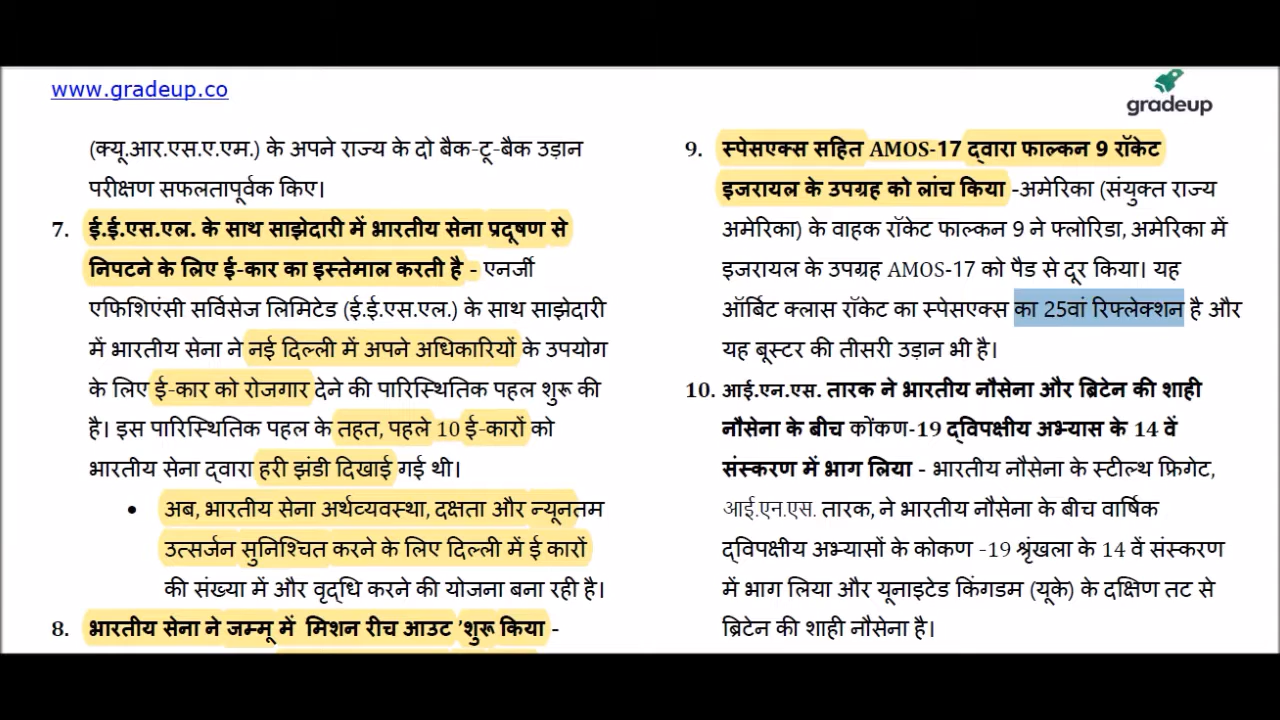 www.gradeup.co
gradeup
(क्यू.आर.एस.ए.एम.) के अपने राज्य के दो बैक-टू-बैक उड़ान
परीक्षण सफलतापूर्वक किए।
7. ई.ई.एस.एल. के साथ साझेदारी में भारतीय सेना प्रदूषण से
निपटने के लिए ई-कार का इस्तेमाल करती है - एनर्जी
एफिशिएंसी सर्विसेज लिमिटेड (ई.ई.एस.एल.) के साथ साझेदारी
में भारतीय सेना ने नई दिल्ली में अपने अधिकारियों के उपयोग
के लिए ई-कार को रोजगार देने की पारिस्थितिक पहल शुरू की
है। इस पारिस्थितिक पहल के तहत, पहले 10 ई-कारों को
भारतीय सेना द्वारा हरी झंडी दिखाई गई थी।
• अब, भारतीय सेना अर्थव्यवस्था, दक्षता और न्यूनतम
उत्सर्जन सुनिश्चित करने के लिए दिल्ली में ई कारों
की संख्या में और वृद्धि करने की योजना बना रही है।
8. भारतीय सेना ने जम्मू में मिशन रीच आउट 'शुरू किया -
9. स्पेसएक्स सहित AMOS-17 द्वारा फाल्कन 9 रॉकेट
इजरायल के उपग्रह को लांच किया -अमेरिका (संयुक्त राज्य
अमेरिका) के वाहक रॉकेट फाल्कन 9 ने फ्लोरिडा, अमेरिका में
इजरायल के उपग्रह AMOS-17 को पैड से दूर किया। यह
ऑर्बिट क्लास रॉकेट का स्पेसएक्स का 25वां रिफ्लेक्शन है और
यह बूस्टर की तीसरी उड़ान भी है।
10. आई.एन.एस. तारक ने भारतीय नौसेना और ब्रिटेन की शाही
नौसेना के बीच कोंकण-19 द्विपक्षीय अभ्यास के 14 वें
संस्करण में भाग लिया - भारतीय नौसेना के स्टील्थ फ्रिगेट,
आई.एन.एस. तारक, ने भारतीय नौसेना के बीच वार्षिक
द्विपक्षीय अभ्यासों के कोकण -19 श्रृंखला के 14 वें संस्करण
में भाग लिया और यूनाइटेड किंगडम (यूके) के दक्षिण तट से
ब्रिटेन की शाही नौसेना है।